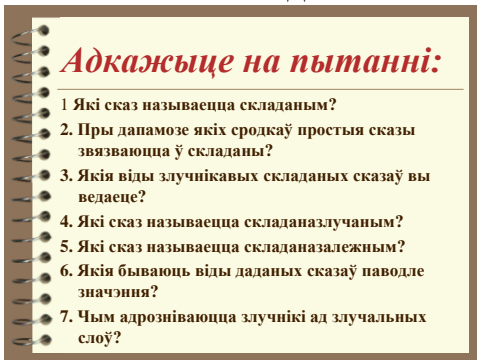 Адкажыце на пытанні:
1 Які сказ называецца складаным?
2. Пры дапамозе якіх сродкаў простыя сказы
звязваюцца ў складаны?
3. Якія віды злучнікавых складаных сказаў вы
ведаеце?
4. Які сказ называецца складаназлучаным?
5. Які сказ называецца складаназалежным?
6. Якія бываюць віды даданых сказаў паводле
значэння?
7. Чым адрозніваюцца злучнікі ад злучальных
слоў?